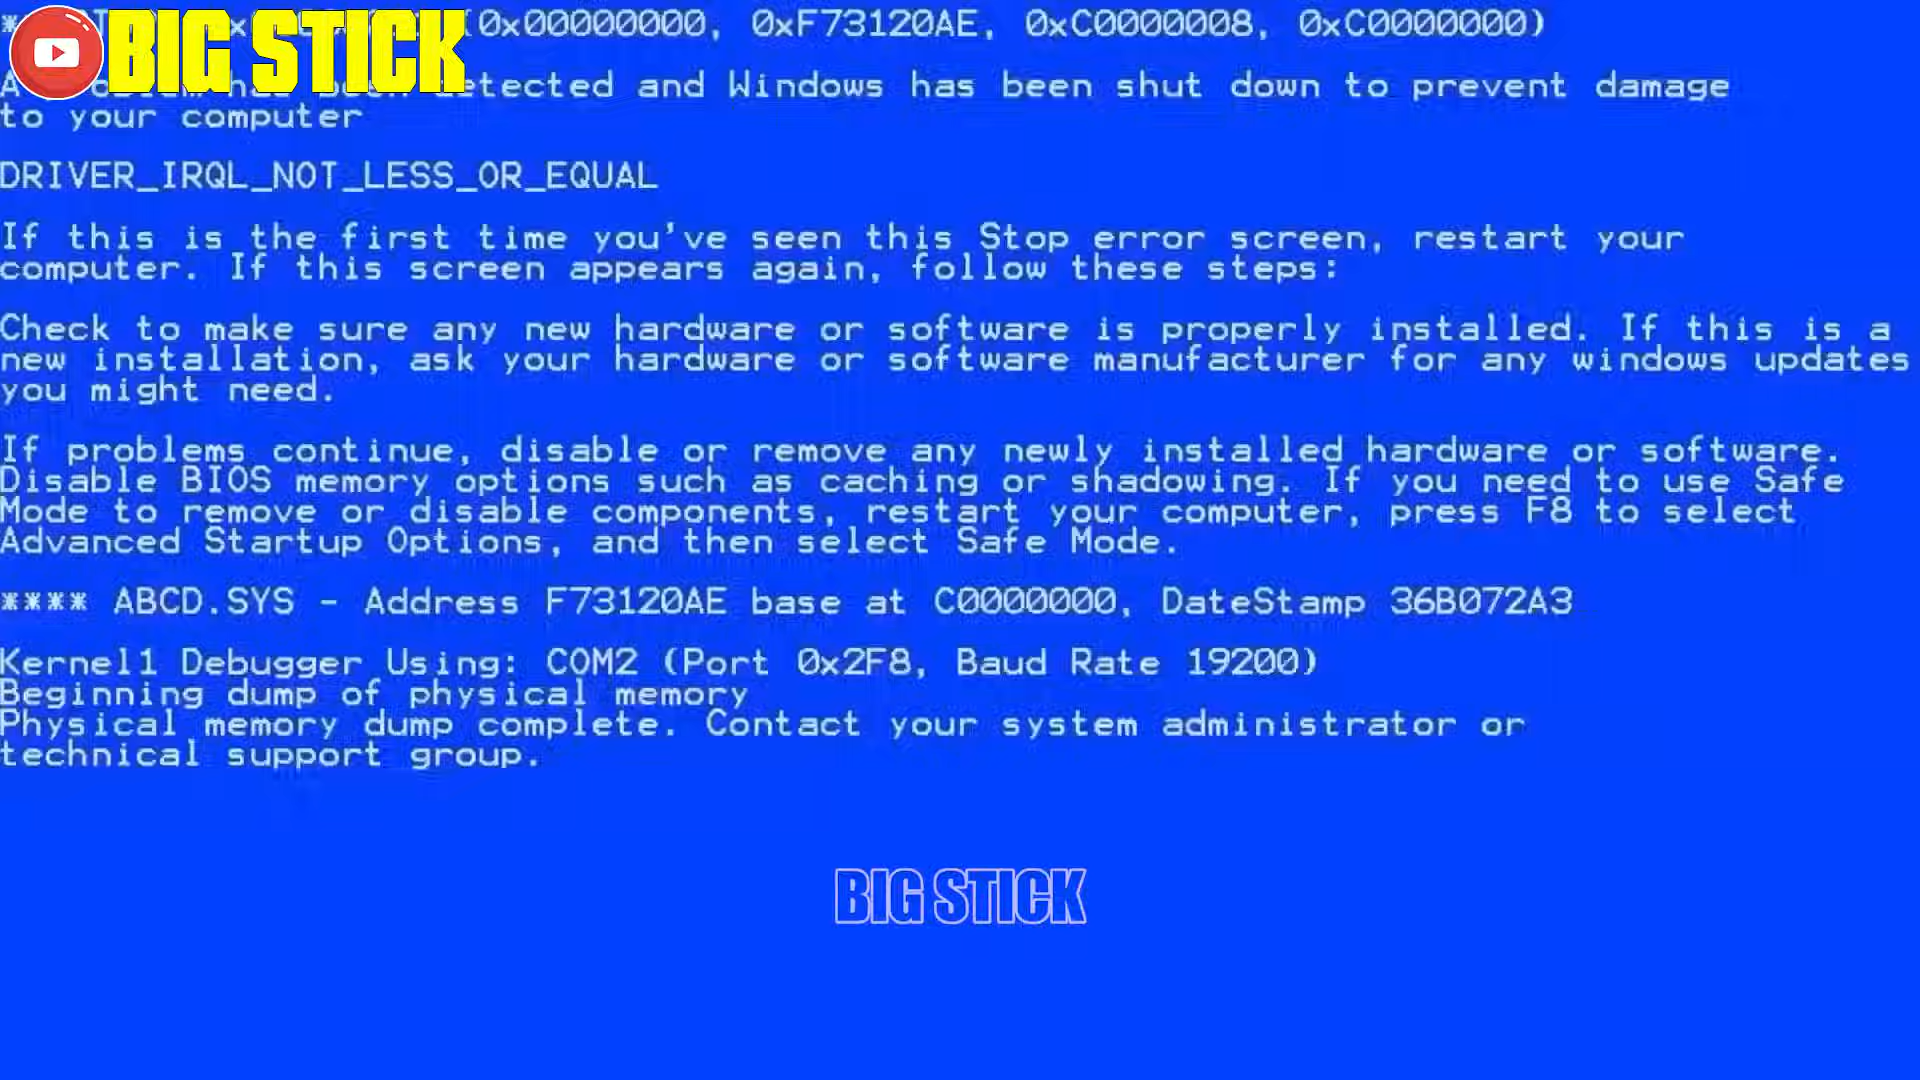 BIG STICK
(0x00000000, 0xF73120AE, 0xC0000008, 0xC0000000)
detected and Windows has been shut down to prevent damage
to your computer
DRIVER_IRQL_NOT_LESS_OR_EQUAL
If this is the first time you've seen this Stop error screen, restart your
computer. If this screen appears again, follow these steps:
Check to make sure any new hardware or software is properly installed. If this is a
new installation, ask your hardware or software manufacturer for any windows updates
you might need.
If problems continue, disable or remove any newly installed hardware or software.
Disable BIOS memory options such as caching or shadowing. If you need to use Safe
Mode to remove or disable components, restart your computer, press F8 to select
Advanced Startup Options, and then select Safe Mode.
**** ABCD.SYS - Address F73120AE base at C0000000, DateStamp 36B072A3
Kernel1 Debugger Using: COM2 (Port 0x2F8, Baud Rate 19200)
Beginning dump of physical memory
Physical memory dump complete. Contact your system administrator or
technical support group.
BIG STICK